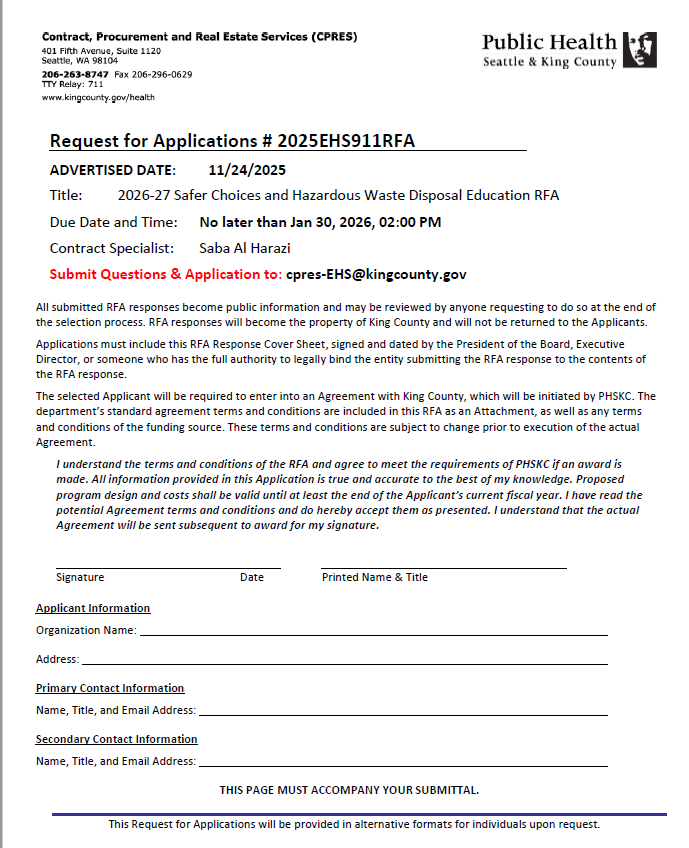 Contract, Procurement and Real Estate Services (CPRES)
401 Fifth Avenue, Suite 1120
Seattle, WA 98104
206-263-8747 Fax 206-296-0629
TTY Relay: 711
www.kingcounty.gov/health
Public Health
Seattle & King County
Request for Applications # 2025EHS911RFA
ADVERTISED DATE: 11/24/2025
Title: 2026-27 Safer Choices and Hazardous Waste Disposal Education RFA
Due Date and Time: No later than Jan 30, 2026, 02:00 PM
Contract Specialist: Saba Al Harazi
Submit Questions & Application to: cpres-EHS@kingcounty.gov
All submitted RFA responses become public information and may be reviewed by anyone requesting to do so at the end of
the selection process. RFA responses will become the property of King County and will not be returned to the Applicants.
Applications must include this RFA Response Cover Sheet, signed and dated by the President of the Board, Executive
Director, or someone who has the full authority to legally bind the entity submitting the RFA response to the contents of
the RFA response.
The selected Applicant will be required to enter into an Agreement with King County, which will be initiated by PHSKC. The
department's standard agreement terms and conditions are included in this RFA as an Attachment, as well as any terms
and conditions of the funding source. These terms and conditions are subject to change prior to execution of the actual
Agreement.
I understand the terms and conditions of the RFA and agree to meet the requirements of PHSKC if an award is
made. All information provided in this Application is true and accurate to the best of my knowledge. Proposed
program design and costs shall be valid until at least the end of the Applicant's current fiscal year. I have read the
potential Agreement terms and conditions and do hereby accept them as presented. I understand that the actual
Agreement will be sent subsequent to award for my signature.
Signature Date Printed Name & Title
Applicant Information
Organization Name:
Address:
Primary Contact Information
Name, Title, and Email Address:
Secondary Contact Information
Name, Title, and Email Address:
THIS PAGE MUST ACCOMPANY YOUR SUBMITTAL.
This Request for Applications will be provided in alternative formats for individuals upon request.